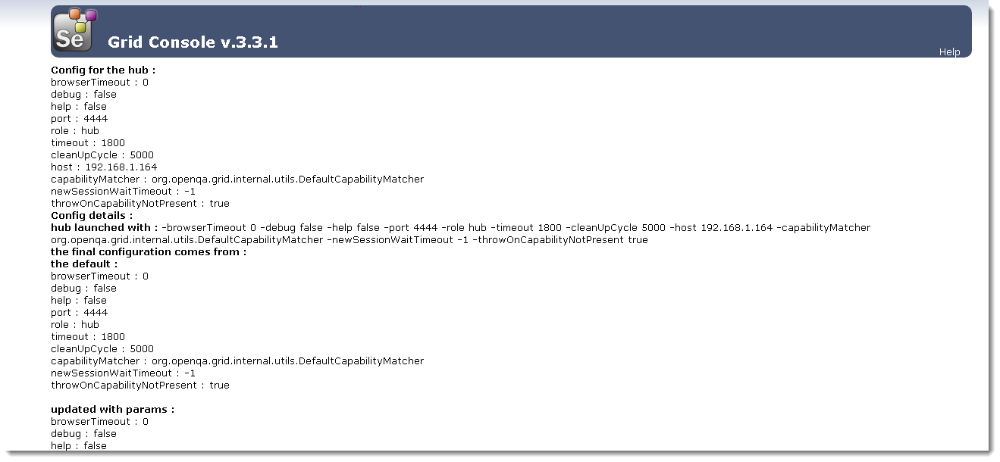 Se
Grid Console v.3.3.1
Help
Config for the hub :
browserTimeout : 0
debug : false
help : false
port : 4444
role : hub
timeout : 1800
cleanUpCycle : 5000
host : 192.168.1.164
capabilityMatcher : org.openqa.grid.internal.utils.DefaultCapabilityMatcher
newSessionWaitTimeout : -1
throwOnCapabilityNotPresent : true
Config details :
hub launched with : -browserTimeout 0 -debug false -help false -port 4444 -role hub -timeout 1800 -cleanUpCycle 5000 -host 192.168.1.164 -capabilityMatcher
org.openqa.grid.internal.utils.DefaultCapabilityMatcher -newSessionWaitTimeout -1 -throwOnCapabilityNotPresent true
the final configuration comes from :
the default :
browserTimeout : 0
debug : false
help : false
port : 4444
role : hub
timeout : 1800
cleanUpCycle : 5000
capabilityMatcher : org.openqa.grid.internal.utils.DefaultCapabilityMatcher
newSessionWaitTimeout : -1
throwOnCapabilityNotPresent : true
updated with params :
browserTimeout : 0
debug : false
help : false